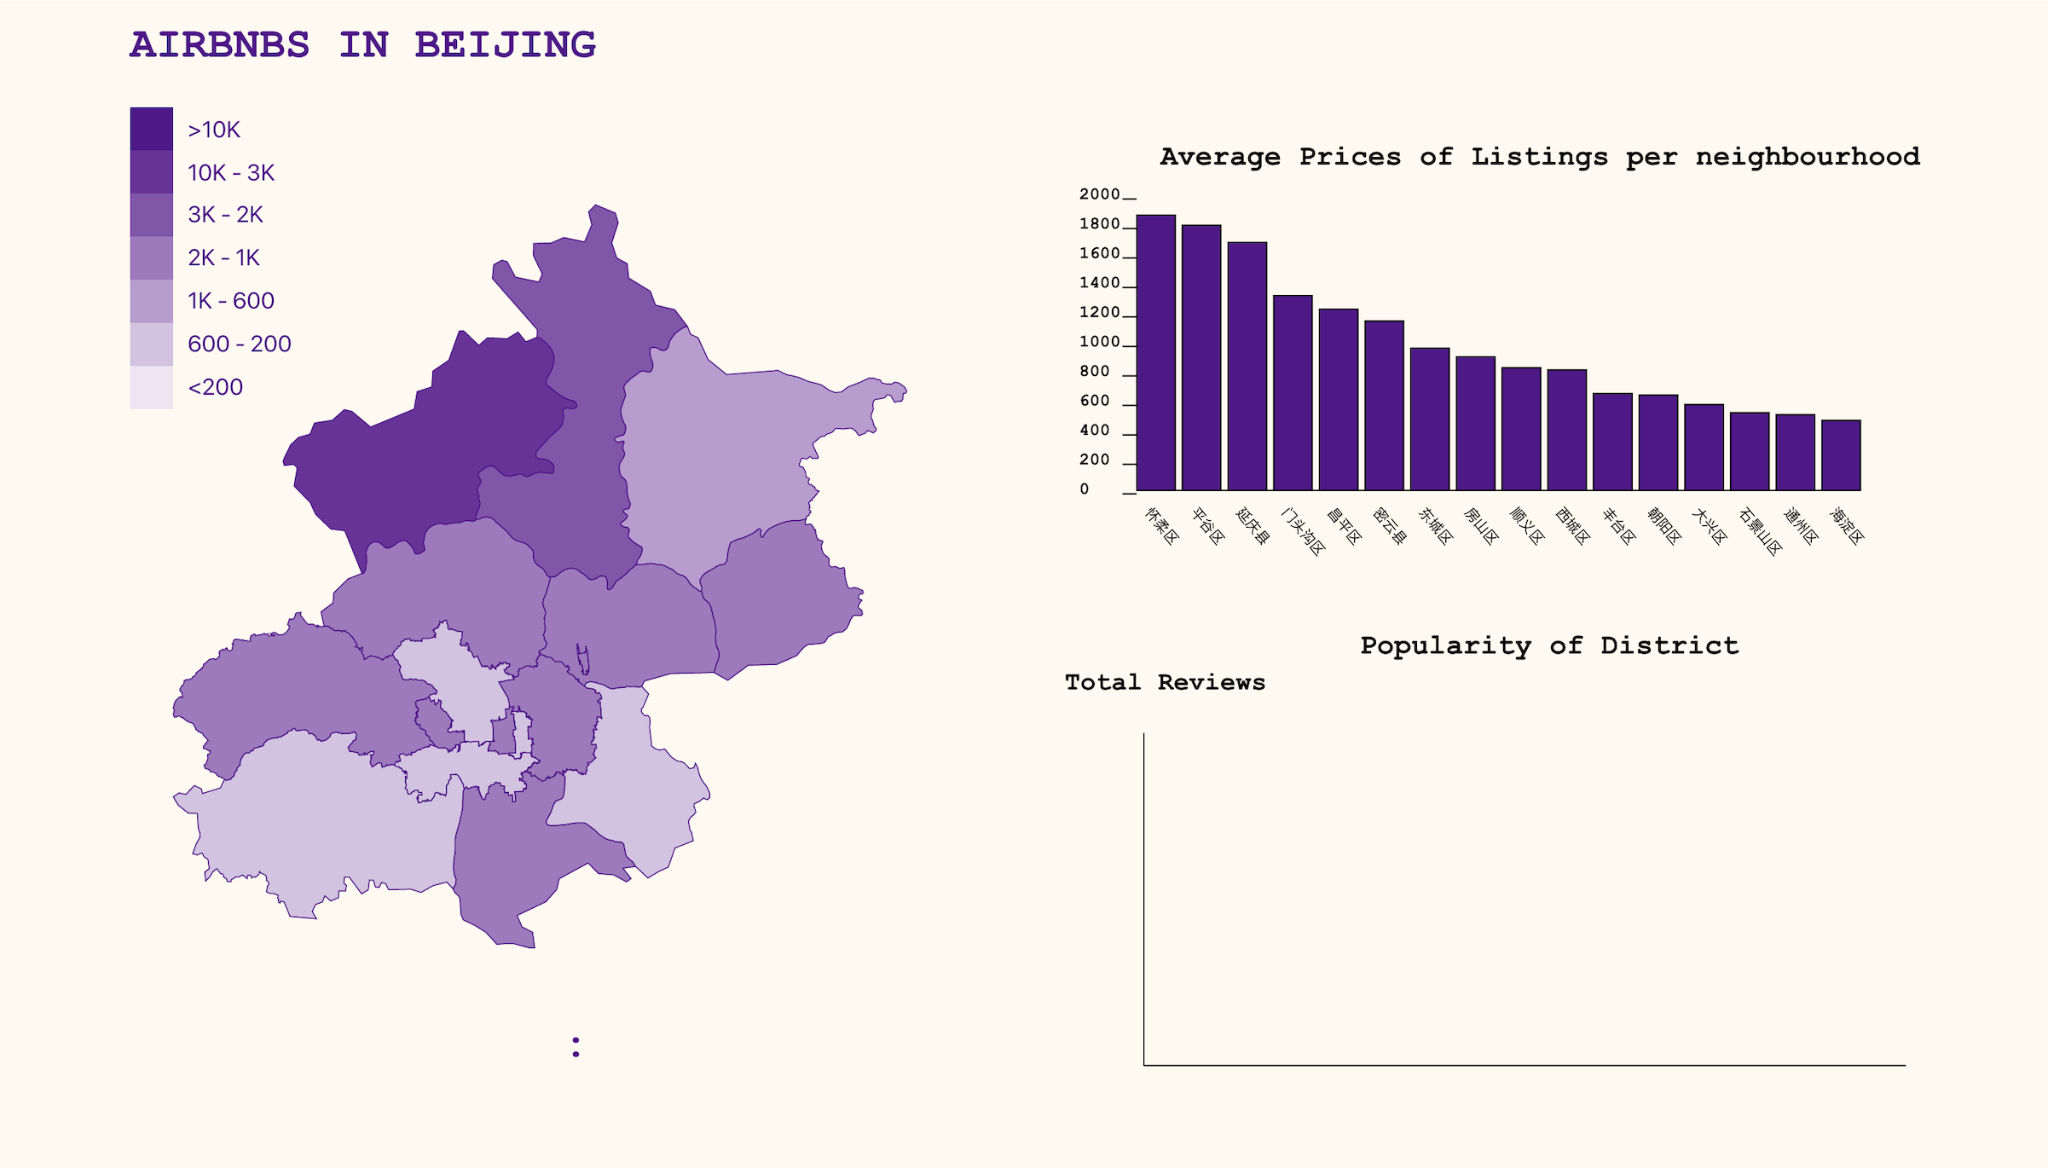 AIRBNBS IN BEIJING
>10K
10K - 3K
3K - 2K
2K - 1K
1K - 600
600 - 200
<200
:
Average Prices of Listings per neighbourhood
2000
1800
1600
1400
1200
1000
800
600
400
200
0
怀柔区
平谷区
延庆县
门头沟区
昌平区
密云县
东城区
房山区
顺义区
西城区
丰台区
朝阳区
大兴区
石景山区
通州区
海淀区
Popularity of District
Total Reviews